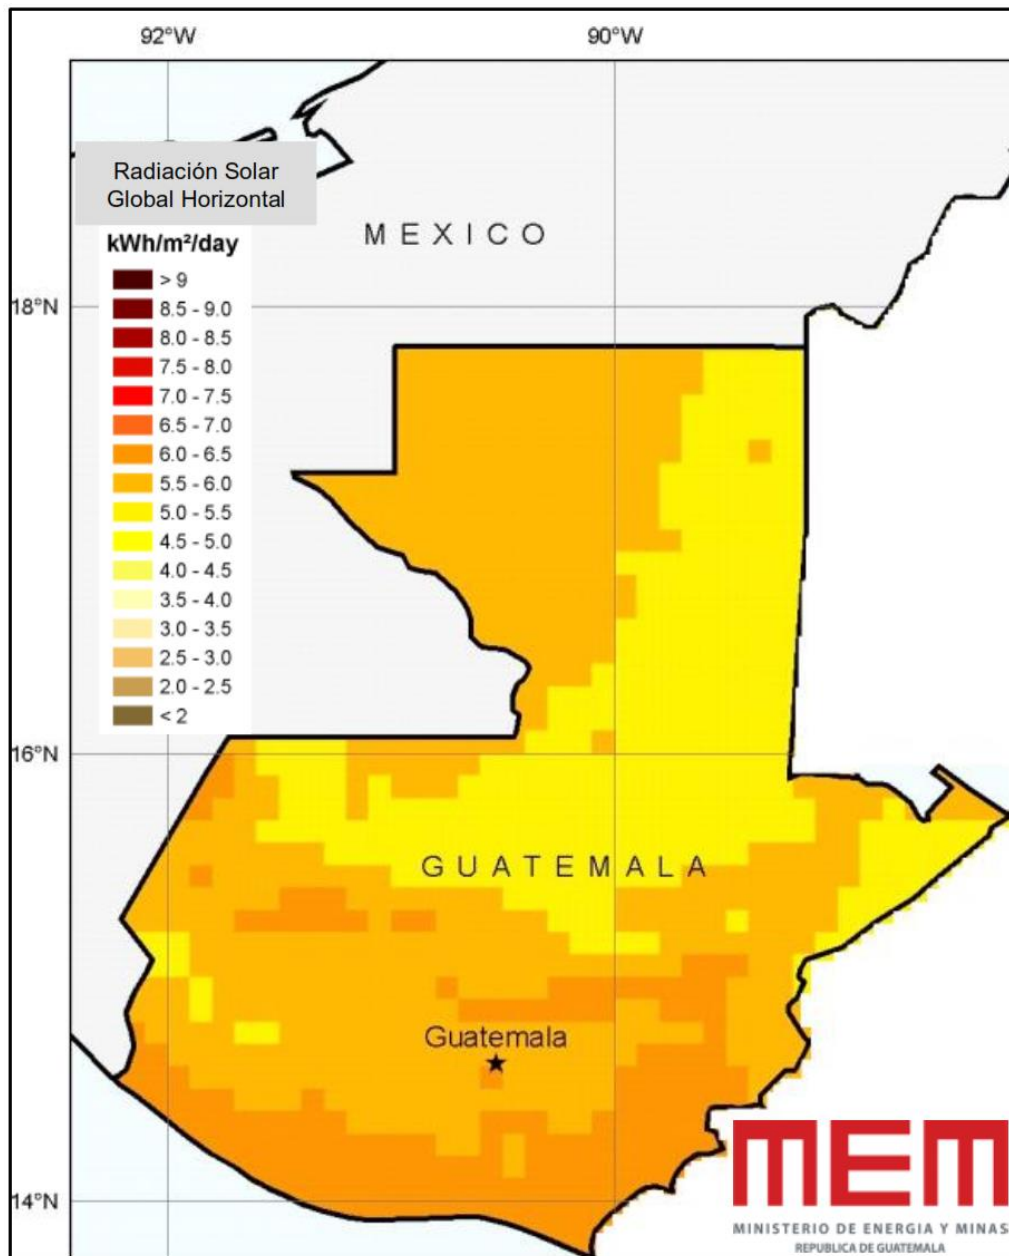 92°W
90°W
Radiación Solar
Global Horizontal
kWh/m²/day
> 9
8.5 - 9.0
8.0 - 8.5
7.5 - 8.0
7.0 - 7.5
6.5 - 7.0
6.0 - 6.5
5.5 - 6.0
5.0 - 5.5
4.5 - 5.0
4.0 - 4.5
3.5 - 4.0
3.0 - 3.5
2.5 - 3.0
2.0 - 2.5
< 2
MEXICO
18°N
16°N
GUATEMALA
Guatemala
14°N
MEM
MINISTERIO DE ENERGIA Y MINAS
REPUBLICA DE GUATEMALA